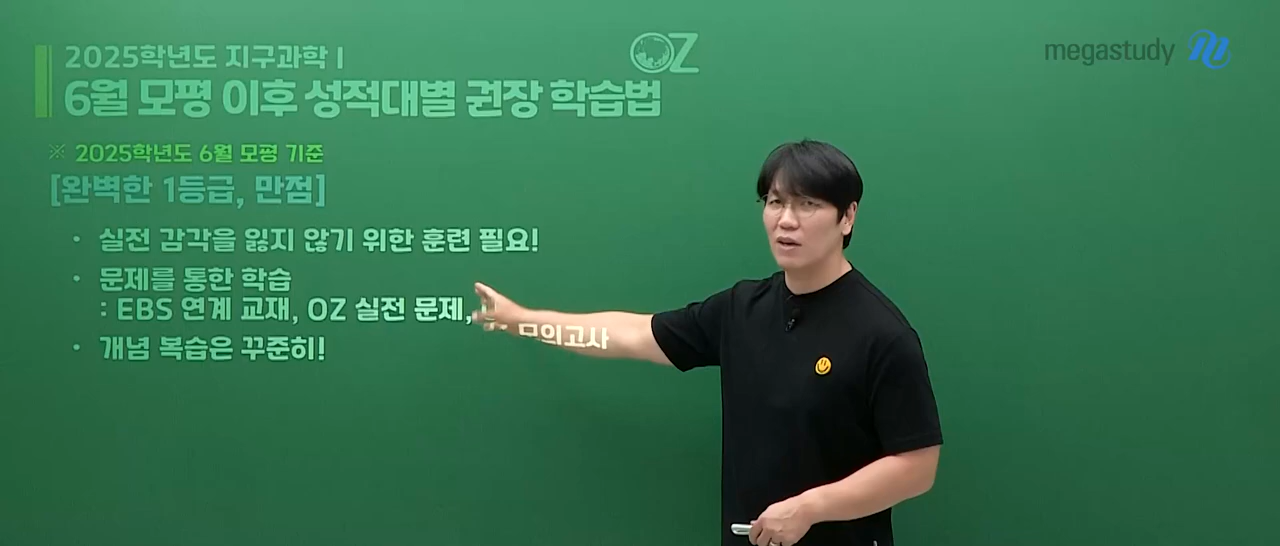 2025학년도 지구과학 I
OZ
6월 모평 이후 성적대별 권장 학습법
megastudy
※ 2025학년도 6월 모평 기준
[완벽한 1등급, 만점]
• 실전 감각을 잃지 않기 위한 훈련 필요!
• 문제를 통한 학습
: EBS 연계 교재, OZ 실전 문제, 모의고사
• 개념 복습은 꾸준히!